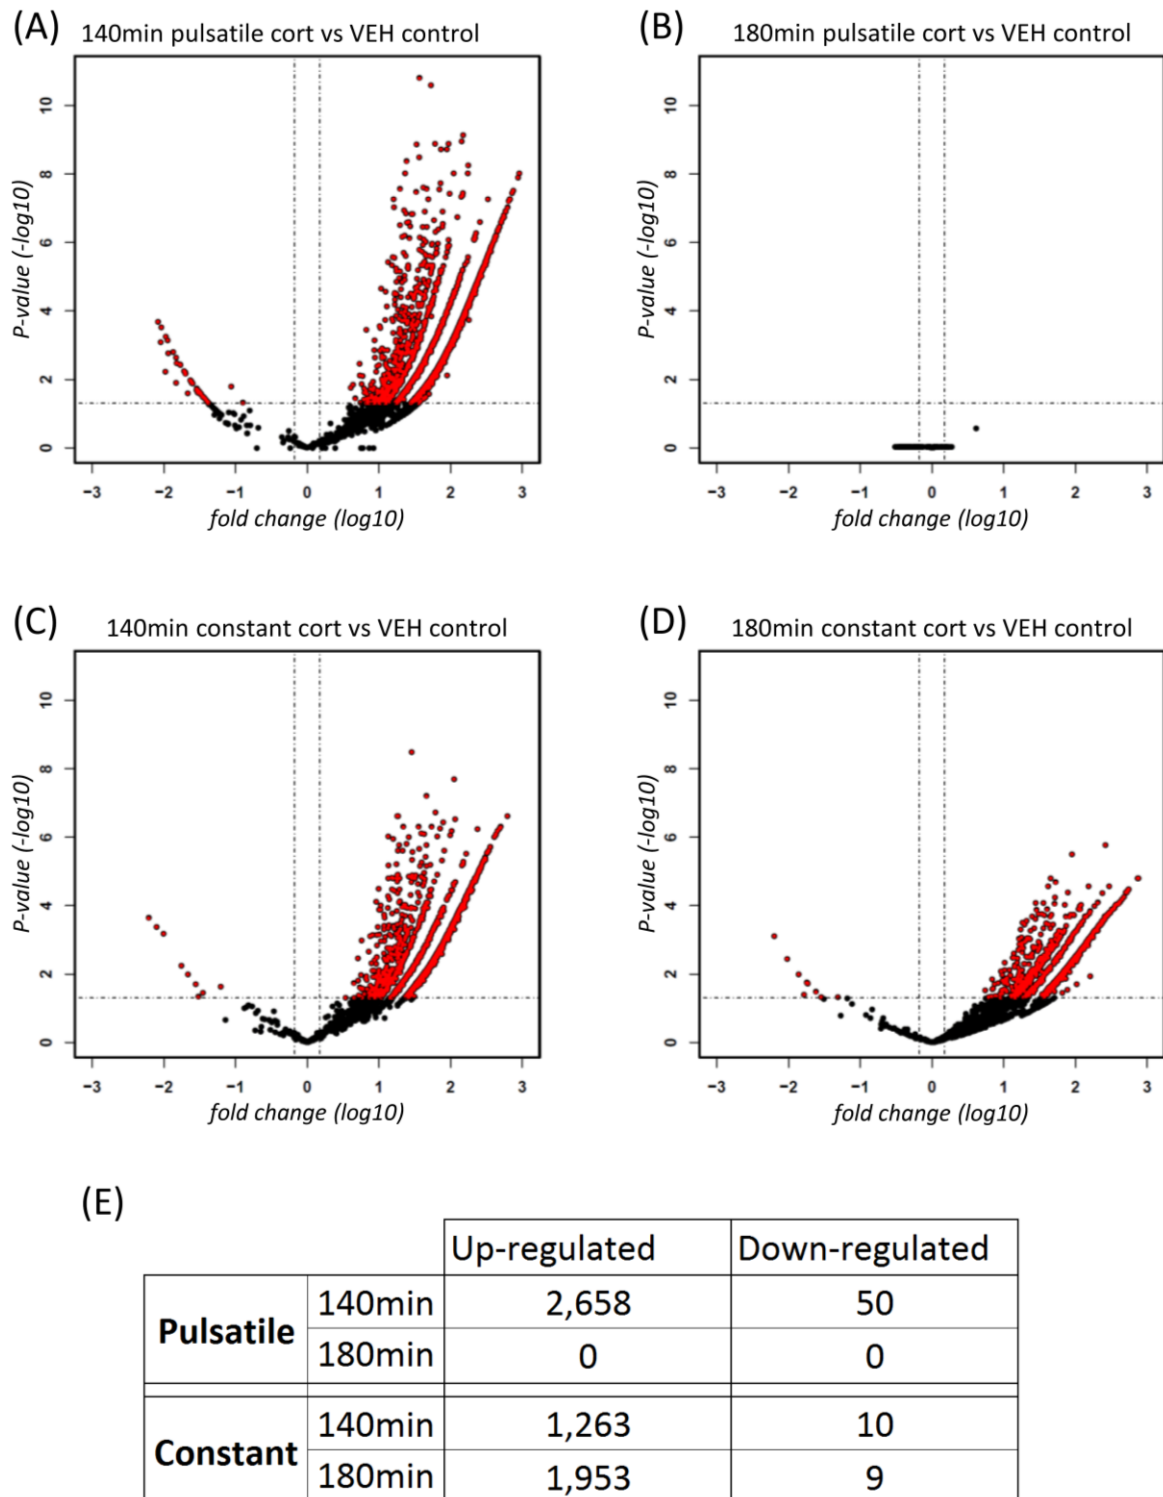 (A) 140min pulsatile cort vs VEH control
P-value (-log10)
10
8
6
4
2
0
−3 −2 −1 0 1 2 3
fold change (log10)
(B) 180min pulsatile cort vs VEH control
P-value (-log10)
10
8
6
4
2
0
−3 −2 −1 0 1 2 3
fold change (log10)
(C) 140min constant cort vs VEH control
P-value (-log10)
10
8
6
4
2
0
−3 −2 −1 0 1 2 3
fold change (log10)
(D) 180min constant cort vs VEH control
P-value (-log10)
10
8
6
4
2
0
−3 −2 −1 0 1 2 3
fold change (log10)
(E)
Up-regulated Down-regulated
Pulsatile 140min 2,658 50
180min 0 0
Constant 140min 1,263 10
180min 1,953 9